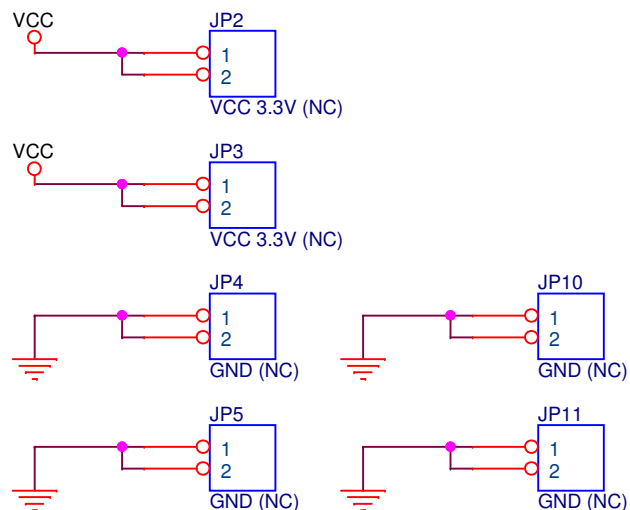 VCC
JP2
1
2
VCC 3.3V (NC)
VCC
JP3
1
2
VCC 3.3V (NC)
JP4
1
2
GND (NC)
JP10
1
2
GND (NC)
JP5
1
2
GND (NC)
JP11
1
2
GND (NC)